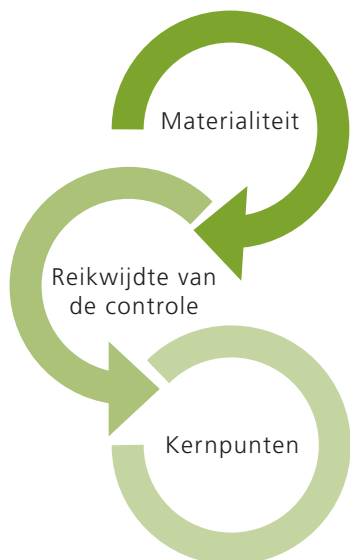 Materialiteit
Reikwijdte van
de controle
Kernpunten